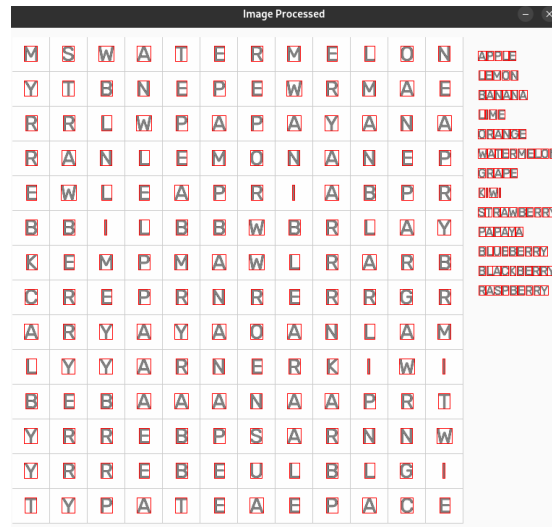 Image Processed
M S W A T E R M E L O N
Y T B N E P E W R M A E
R R L W P A P A Y A N A
R A N L E M O N A N E P
E W L E A P R I A B P R
B B I L B B W B R L A Y
K E M P M A W L R A R B
C R E P R N R E R R G R
A R Y A Y A O A N L A M
L Y Y A R N E R K I W I
B E B A A A N A A P R T
Y R R E B P S A R N N W
Y R R E B E U L B L G I
T Y P A T E A E P A C E
APPLE
LEMON
BANANA
LIME
ORANGE
WATERMELON
GRAPE
KIWI
STRAWBERRY
PAPAYA
BLUEBERRY
BLACKBERRY
RASPBERRY